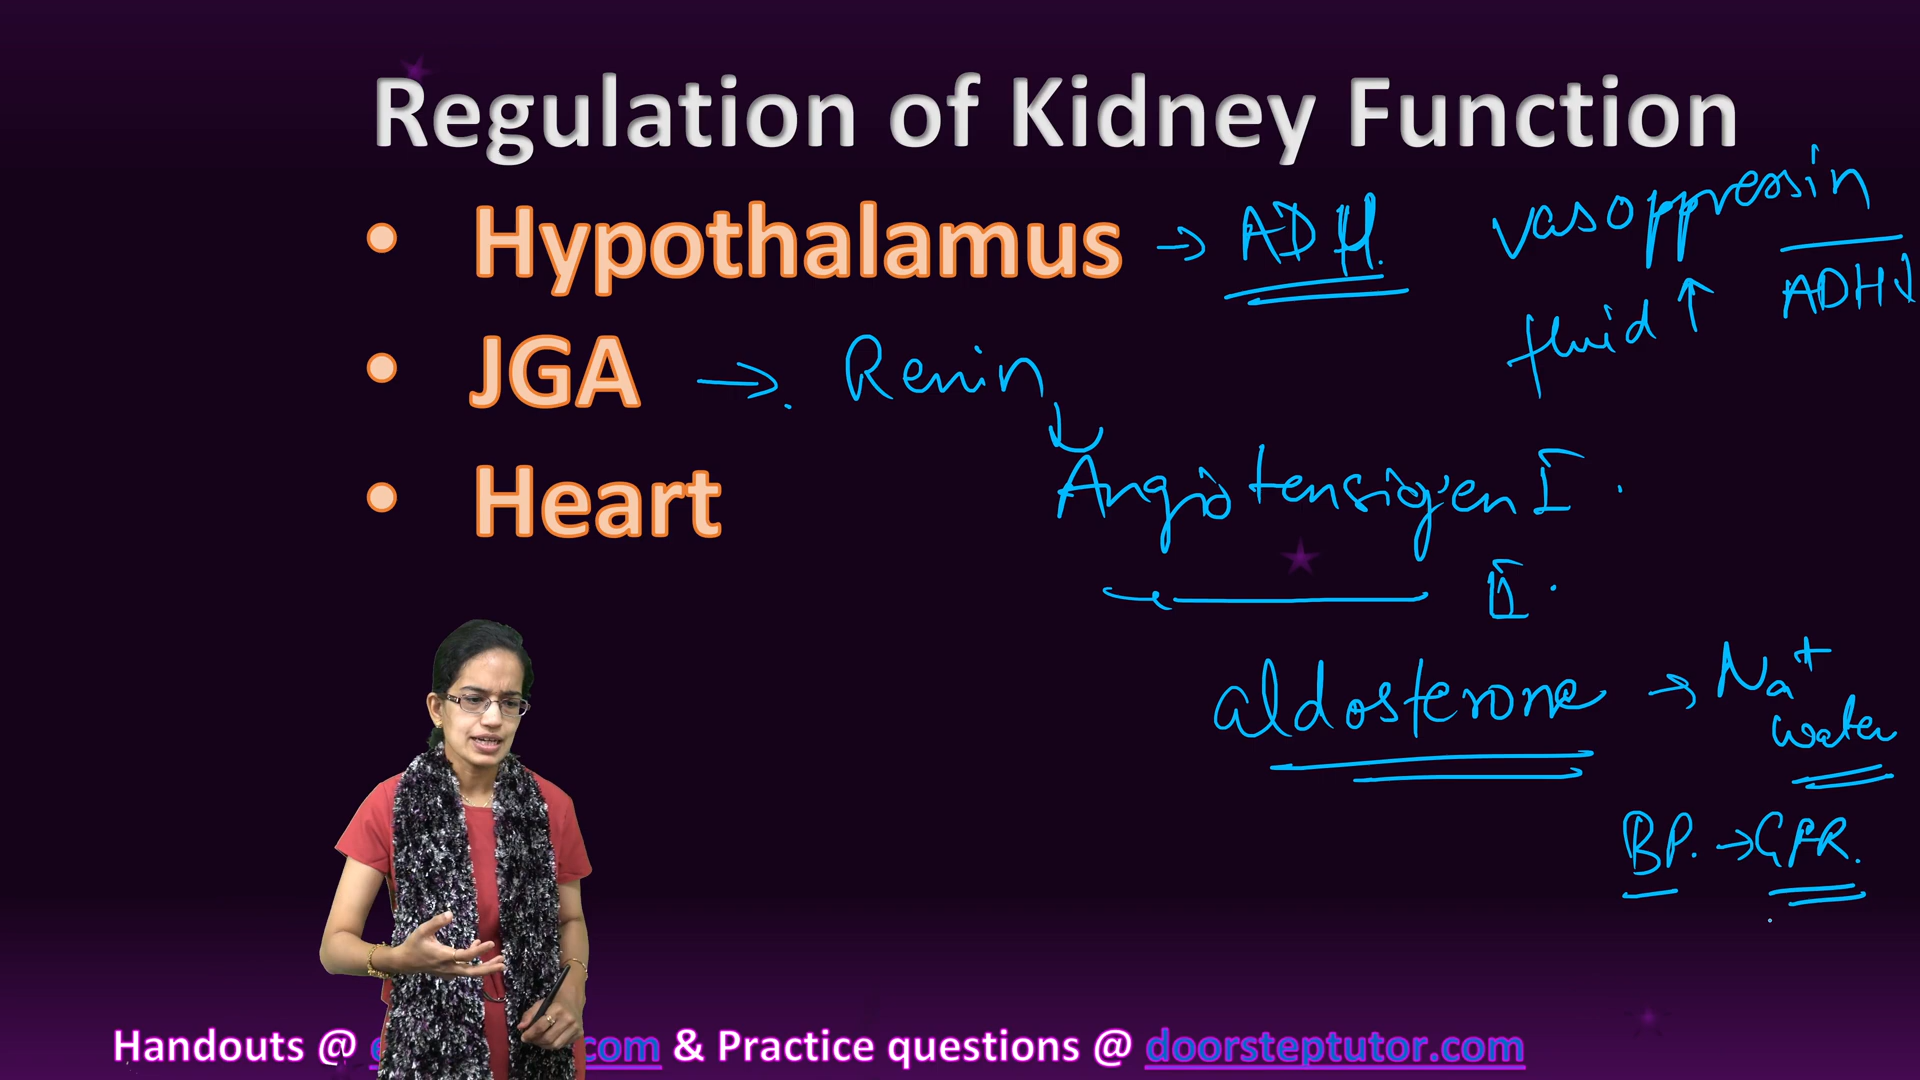 Regulation of Kidney Function
• Hypothalamus → ADH. vasoppressin
fluid ↑ ADH↓
• JGA → Renin
Angiotensigen I
• Heart
II
aldosterone → Na+
water
BP. → GFR.
Handouts @ com & Practice questions @ doorsteptutor.com